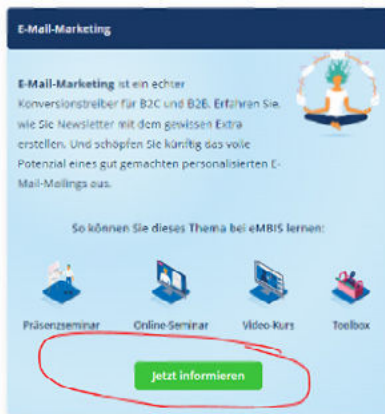 E-Mail-Marketing
E-Mail-Marketing ist ein echter
Konversionstreiber für B2C und B2B. Erfahren Sie,
wie Sie Newsletter mit dem gewissen Extra
erstellen. Und schöpfen Sie künftig das volle
Potenzial eines gut gemachten personalisierten E-
Mail-Mailings aus.
So können Sie dieses Thema bei eMBIS lernen:
Präsenzseminar Online-Seminar Video-Kurs Toolbox
Jetzt informieren